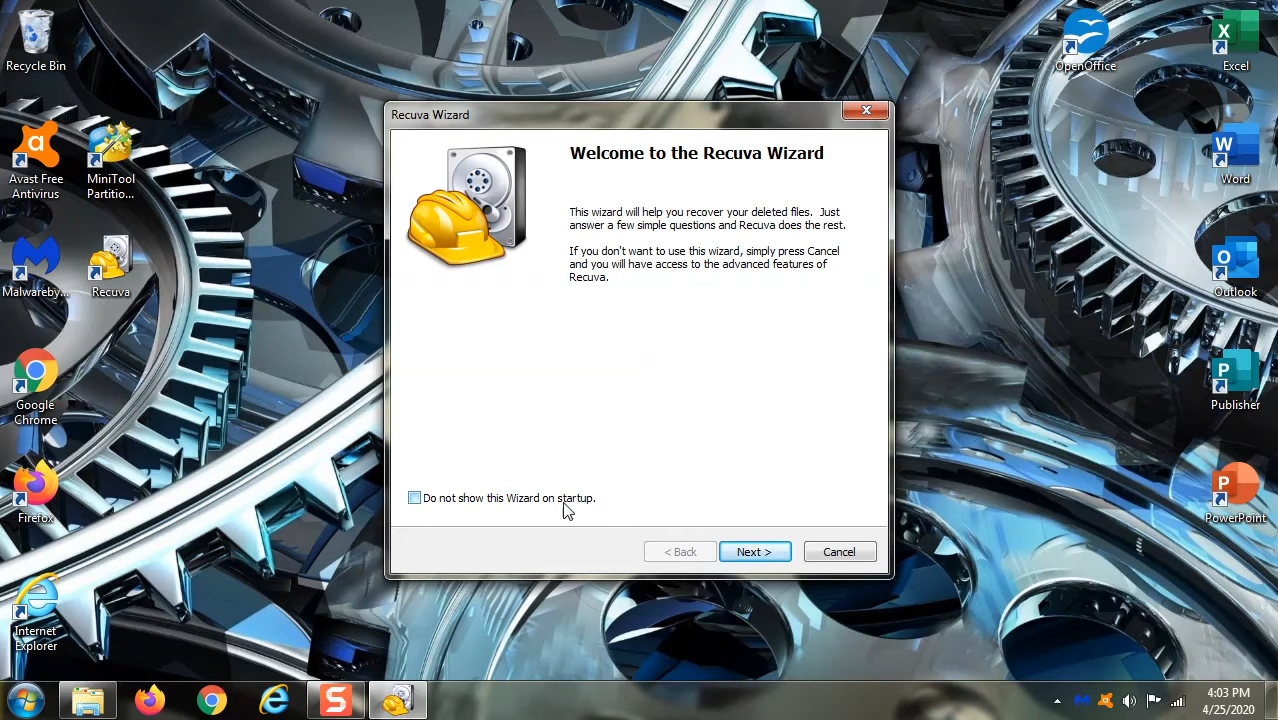 Recycle Bin
Avast Free
Antivirus
MiniTool
Partitio...
Malwareby...
Recuva
Google
Chrome
Firefox
Internet
Explorer
Recuva Wizard
Welcome to the Recuva Wizard
This wizard will help you recover your deleted files. Just
answer a few simple questions and Recuva does the rest.
If you don't want to use this wizard, simply press Cancel
and you will have access to the advanced features of
Recuva.
Do not show this Wizard on startup.
< Back
Next >
Cancel
OpenOffice
Excel
Word
Outlook
Publisher
PowerPoint
4:03 PM
4/25/2020